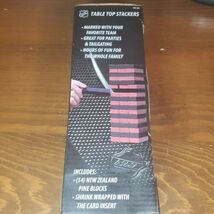 TABLE TOP STACKERS
• MARKED WITH YOUR
FAVORITE TEAM
• GREAT FOR PARTIES
& TAILGATING
• HOURS OF FUN FOR
THE WHOLE FAMILY
INCLUDES:
• (54) NEW ZEALAND
PINE BLOCKS
• SHRINK WRAPPED WITH
THE CARD INSERT